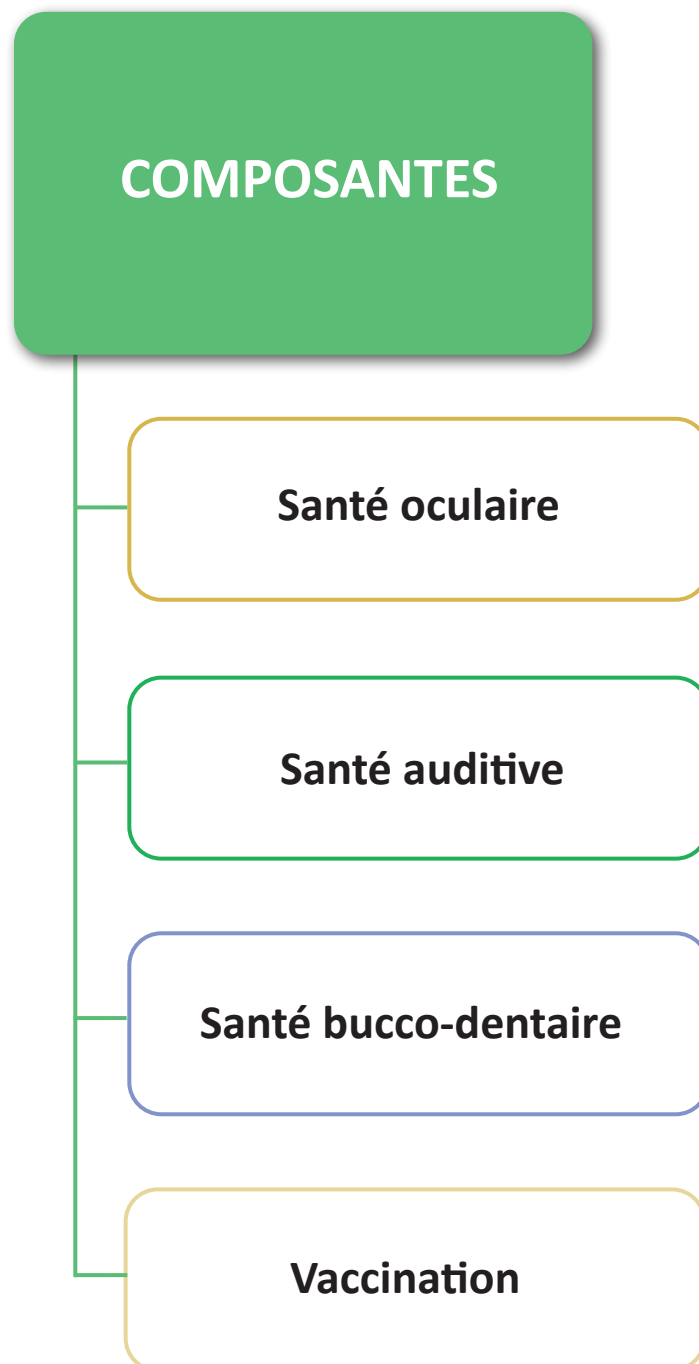 COMPOSANTES
Santé oculaire
Santé auditive
Santé bucco-dentaire
Vaccination